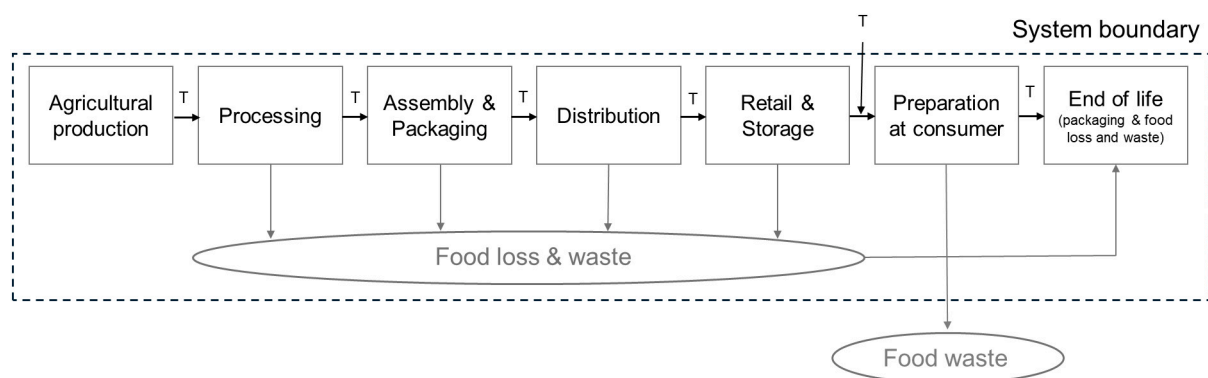 T
System boundary
Agricultural
production
T
Processing
T
Assembly &
Packaging
T
Distribution
T
Retail &
Storage
Preparation
at consumer
T
End of life
(packaging & food
loss and waste)
Food loss & waste
Food waste